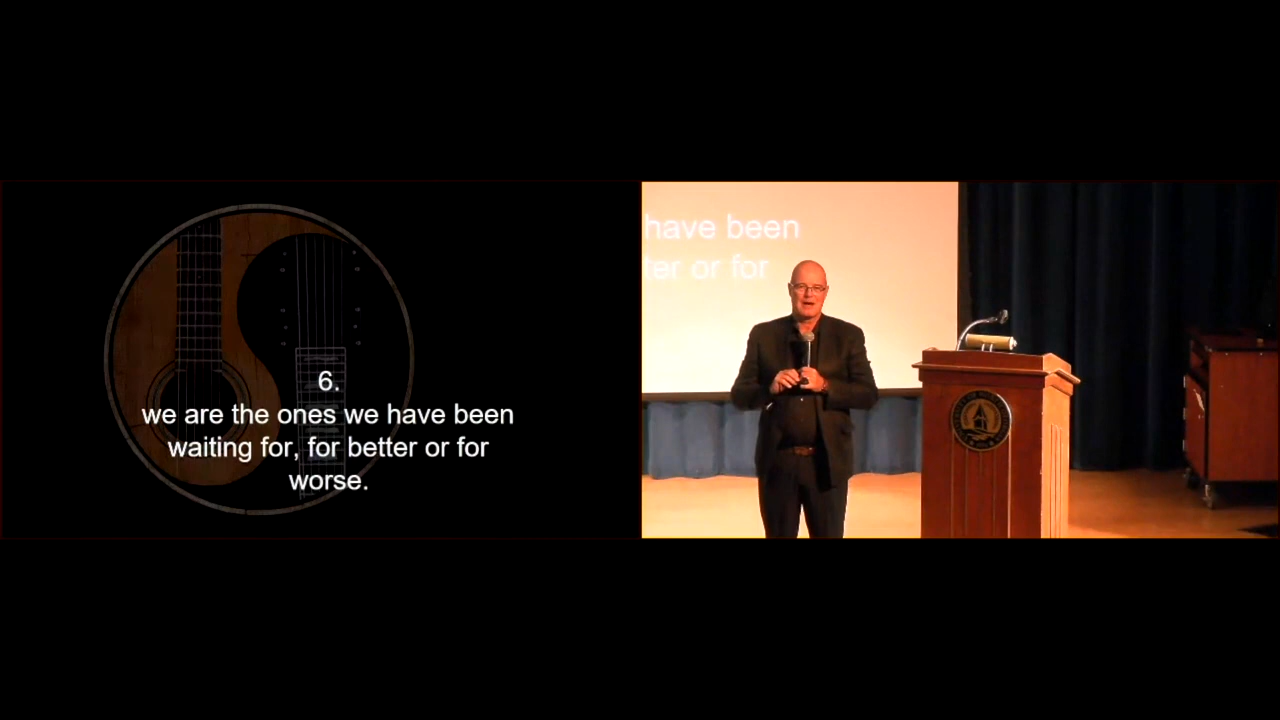 6.
we are the ones we have been
waiting for, for better or for
worse.
have been
ter or for